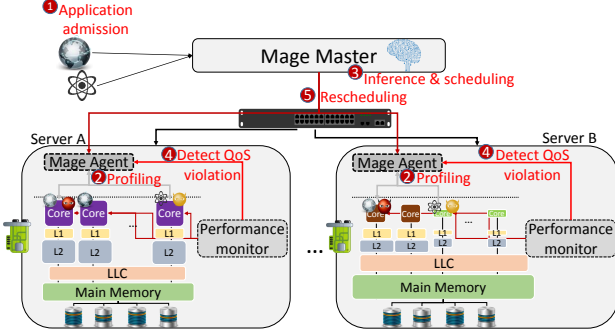 1 Application
admission
Mage Master
3 Inference & scheduling
5 Rescheduling
Server A
Mage Agent
4 Detect QoS
violation
2 Profiling
Core
Core
Core
...
L1
L1
L1
L2
L2
L2
Performance
monitor
LLC
Main Memory
...
Server B
Mage Agent
4 Detect QoS
violation
2 Profiling
Core
Core
Core
Core
...
L1
L1
L1
L1
L2
L2
L2
L2
Performance
monitor
LLC
Main Memory